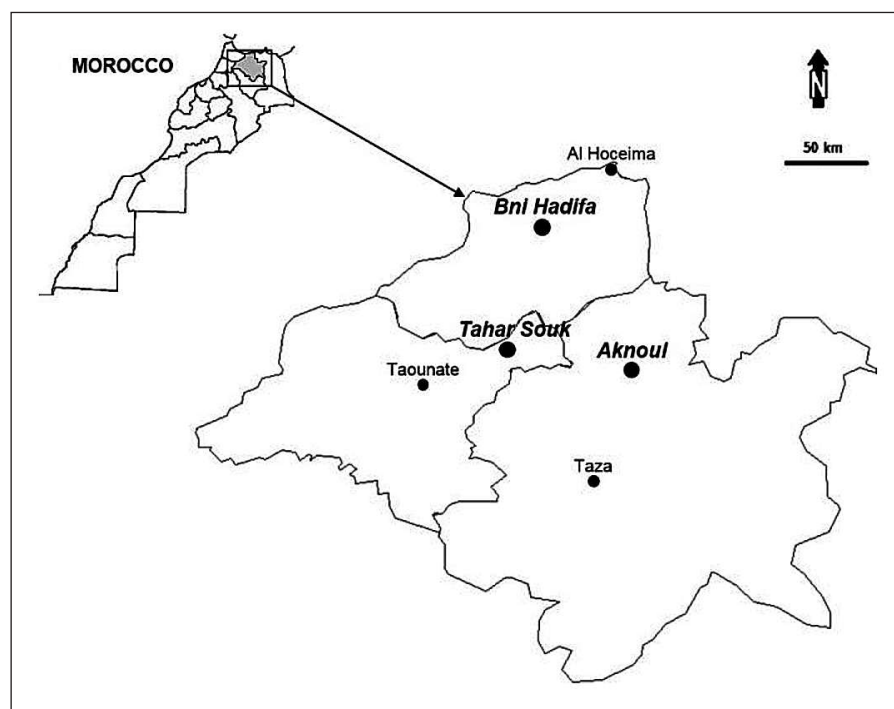 MOROCCO
N
50 km
Al Hoceima
Bni Hadifa
Tahar Souk
Aknoul
Taounate
Taza